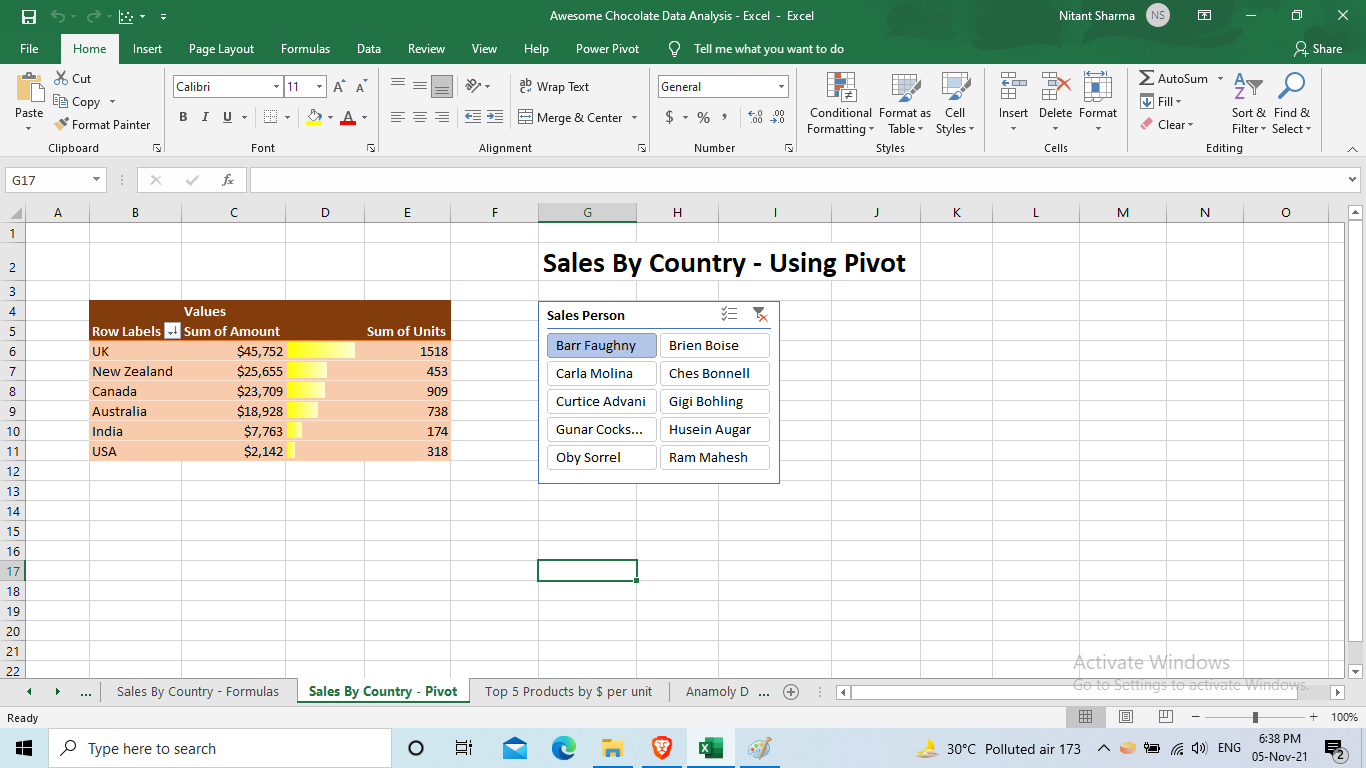 Awesome Chocolate Data Analysis - Excel - Excel
Nitant Sharma NS
File Home Insert Page Layout Formulas Data Review View Help Power Pivot Tell me what you want to do Share
Paste
Cut
Copy
Format Painter
Clipboard
Calibri 11
B I U
Font
Wrap Text
Merge & Center
Alignment
General
$ % ,
Number
Conditional Formatting
Format as Table
Cell Styles
Styles
Insert Delete Format
Cells
AutoSum
Fill
Clear
Sort & Filter
Find & Select
Editing
G17 fx
A B C D E F G H I J K L M N O
1
2 Sales By Country - Using Pivot
3
4 Values
5 Row Labels Sum of Amount Sum of Units
6 UK $45,752 1518
7 New Zealand $25,655 453
8 Canada $23,709 909
9 Australia $18,928 738
10 India $7,763 174
11 USA $2,142 318
12
13
14
15
16
17
18
19
20
21
22
Sales Person
Barr Faughny Brien Boise
Carla Molina Ches Bonnell
Curtice Advani Gigi Bohling
Gunar Cocks... Husein Augar
Oby Sorrel Ram Mahesh
Activate Windows
Go to Settings to activate Windows.
... Sales By Country - Formulas Sales By Country - Pivot Top 5 Products by $ per unit Anamoly D ...
Ready 100%
Type here to search
30°C Polluted air 173 ENG
6:38 PM
05-Nov-21
2